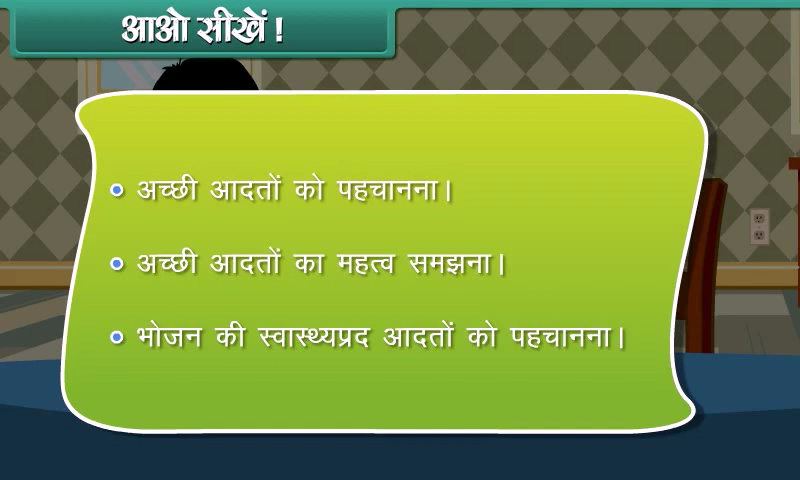 आओ सीखें!
अच्छी आदतों को पहचानना।
अच्छी आदतों का महत्व समझना।
भोजन की स्वास्थ्यप्रद आदतों को पहचानना।